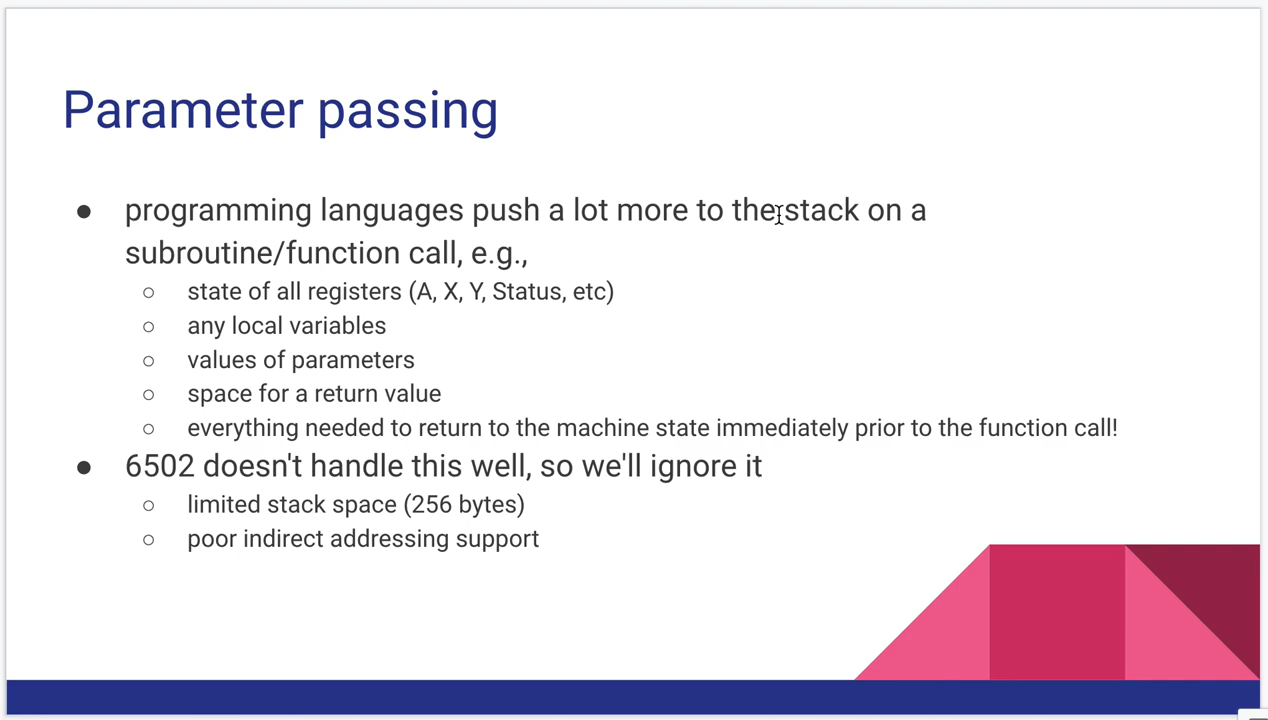 Parameter passing
● programming languages push a lot more to the stack on a
subroutine/function call, e.g.,
○ state of all registers (A, X, Y, Status, etc)
○ any local variables
○ values of parameters
○ space for a return value
○ everything needed to return to the machine state immediately prior to the function call!
● 6502 doesn't handle this well, so we'll ignore it
○ limited stack space (256 bytes)
○ poor indirect addressing support